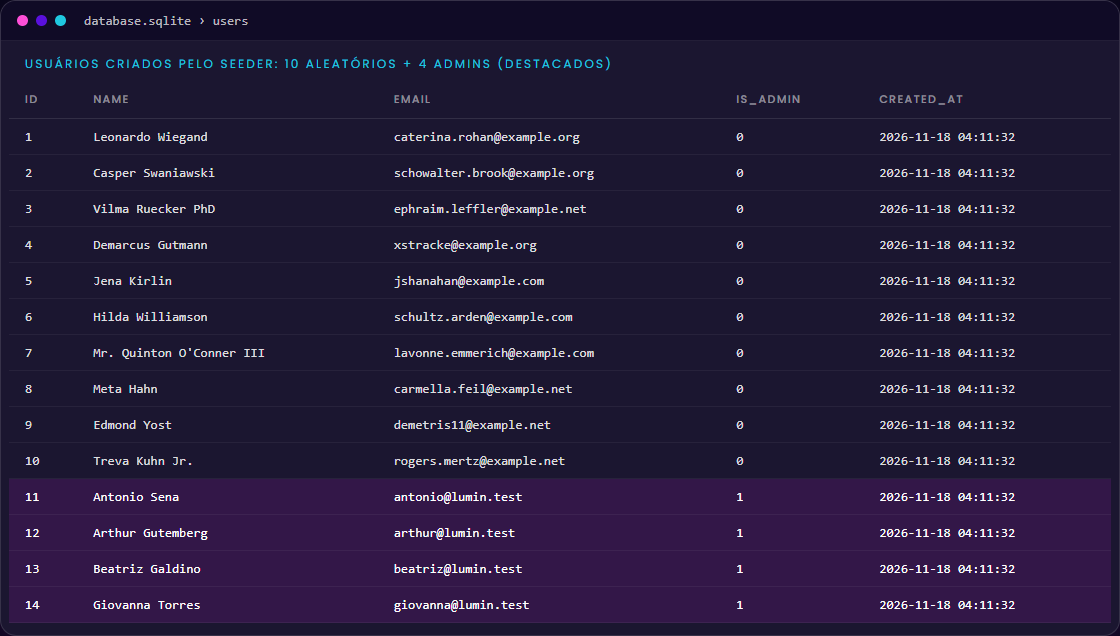 database.sqlite › users
USUÁRIOS CRIADOS PELO SEEDER: 10 ALEATÓRIOS + 4 ADMINS (DESTACADOS)
ID NAME EMAIL IS_ADMIN CREATED_AT
1 Leonardo Wiegand caterina.rohan@example.org 0 2026-11-18 04:11:32
2 Casper Swaniawski schowalter.brook@example.org 0 2026-11-18 04:11:32
3 Vilma Ruecker PhD ephraim.leffler@example.net 0 2026-11-18 04:11:32
4 Demarcus Gutmann xstracke@example.org 0 2026-11-18 04:11:32
5 Jena Kirlin jshanahan@example.com 0 2026-11-18 04:11:32
6 Hilda Williamson schultz.arden@example.com 0 2026-11-18 04:11:32
7 Mr. Quinton O'Conner III lavonne.emmerich@example.com 0 2026-11-18 04:11:32
8 Meta Hahn carmella.feil@example.net 0 2026-11-18 04:11:32
9 Edmond Yost demetris11@example.net 0 2026-11-18 04:11:32
10 Treva Kuhn Jr. rogers.mertz@example.net 0 2026-11-18 04:11:32
11 Antonio Sena antonio@lumin.test 1 2026-11-18 04:11:32
12 Arthur Gutemberg arthur@lumin.test 1 2026-11-18 04:11:32
13 Beatriz Galdino beatriz@lumin.test 1 2026-11-18 04:11:32
14 Giovanna Torres giovanna@lumin.test 1 2026-11-18 04:11:32